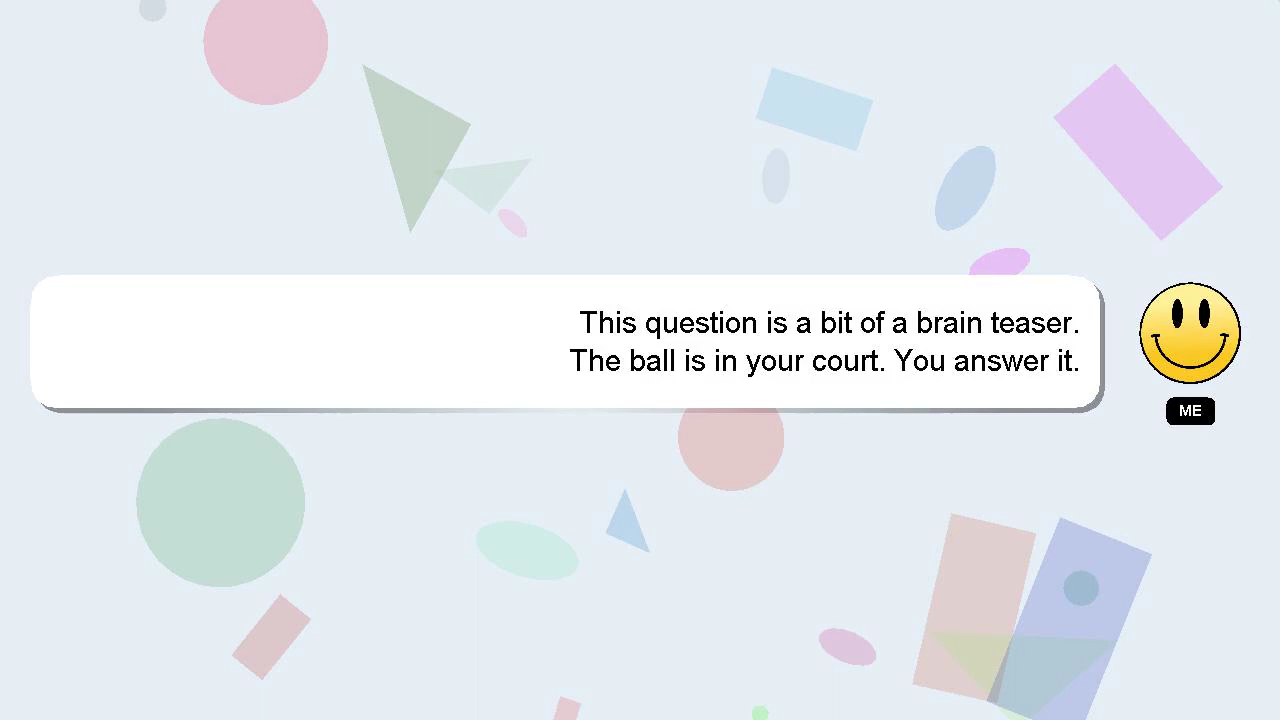 This question is a bit of a brain teaser.
The ball is in your court. You answer it.
ME